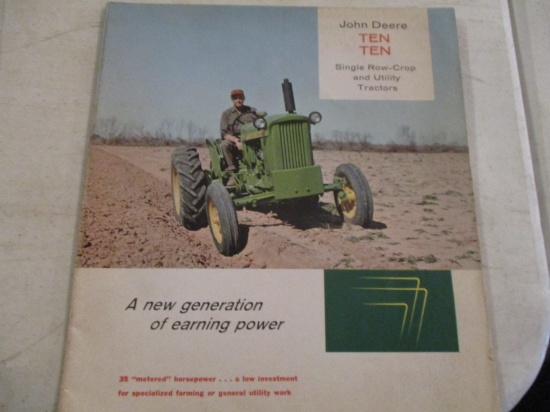 John Deere
TEN
TEN
Single Row-Crop
and Utility
Tractors
A new generation
of earning power
35 "metered" horsepower . . . a low investment
for specialized farming or general utility work